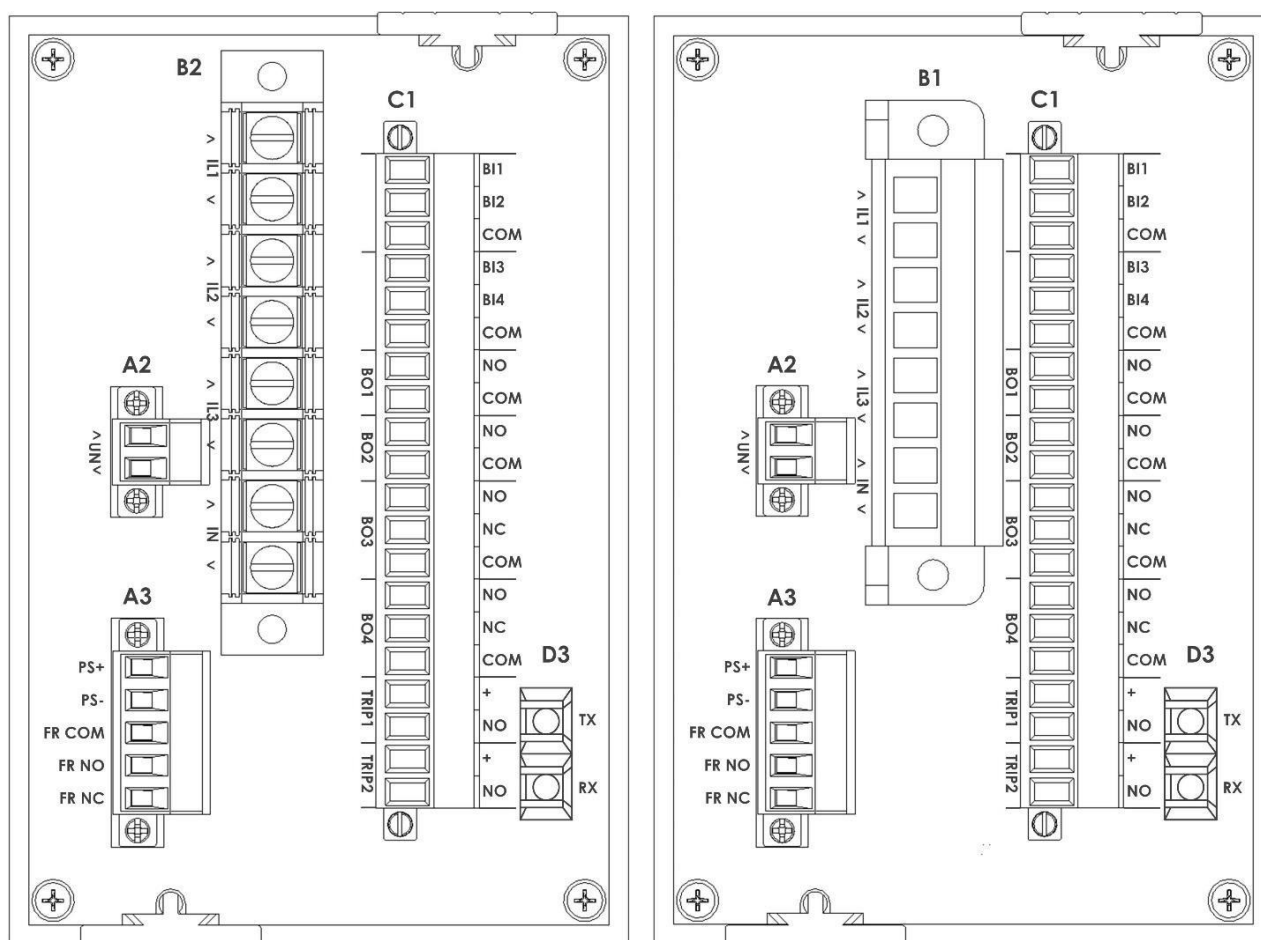 B2
C1
> IL1 <
> IL2 <
> IL3 <
> IN <
A2
>UN<
A3
PS+
PS-
FR COM
FR NO
FR NC
BI1
BI2
COM
BI3
BI4
COM
BO1
NO
COM
BO2
NO
COM
BO3
NO
NC
COM
BO4
NO
NC
COM
TRIP1
+
NO
TRIP2
+
NO
D3
TX
RX
B1
C1
> IL1 <
> IL2 <
> IL3 <
> IN <
A2
>UN<
A3
PS+
PS-
FR COM
FR NO
FR NC
BI1
BI2
COM
BI3
BI4
COM
BO1
NO
COM
BO2
NO
COM
BO3
NO
NC
COM
BO4
NO
NC
COM
TRIP1
+
NO
TRIP2
+
NO
D3
TX
RX